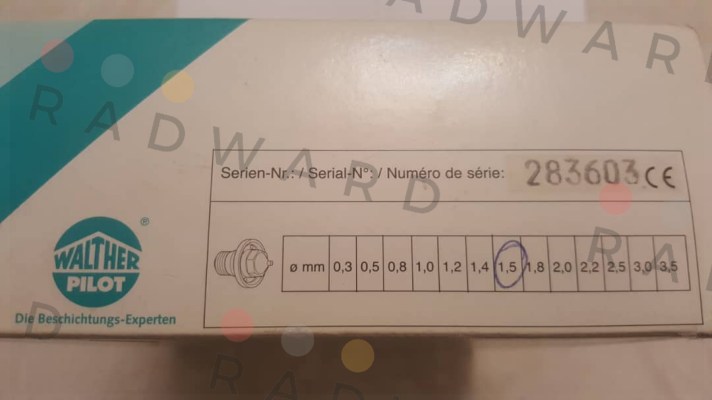 RADWARD
RADWARD
Serien-Nr.: / Serial-N°: / Numéro de série: 283603 CE
WALTHER
PILOT
®
ø mm 0,3 0,5 0,8 1,0 1,2 1,4 1,5 1,8 2,0 2,2 2,5 3,0 3,5
Die Beschichtungs-Experten